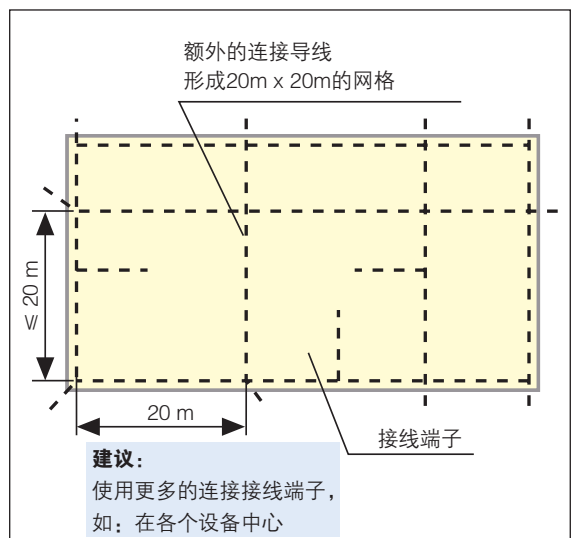 额外的连接导线
形成20m x 20m的网格
≤ 20 m
20 m
接线端子
建议：
使用更多的连接接线端子，
如：在各个设备中心